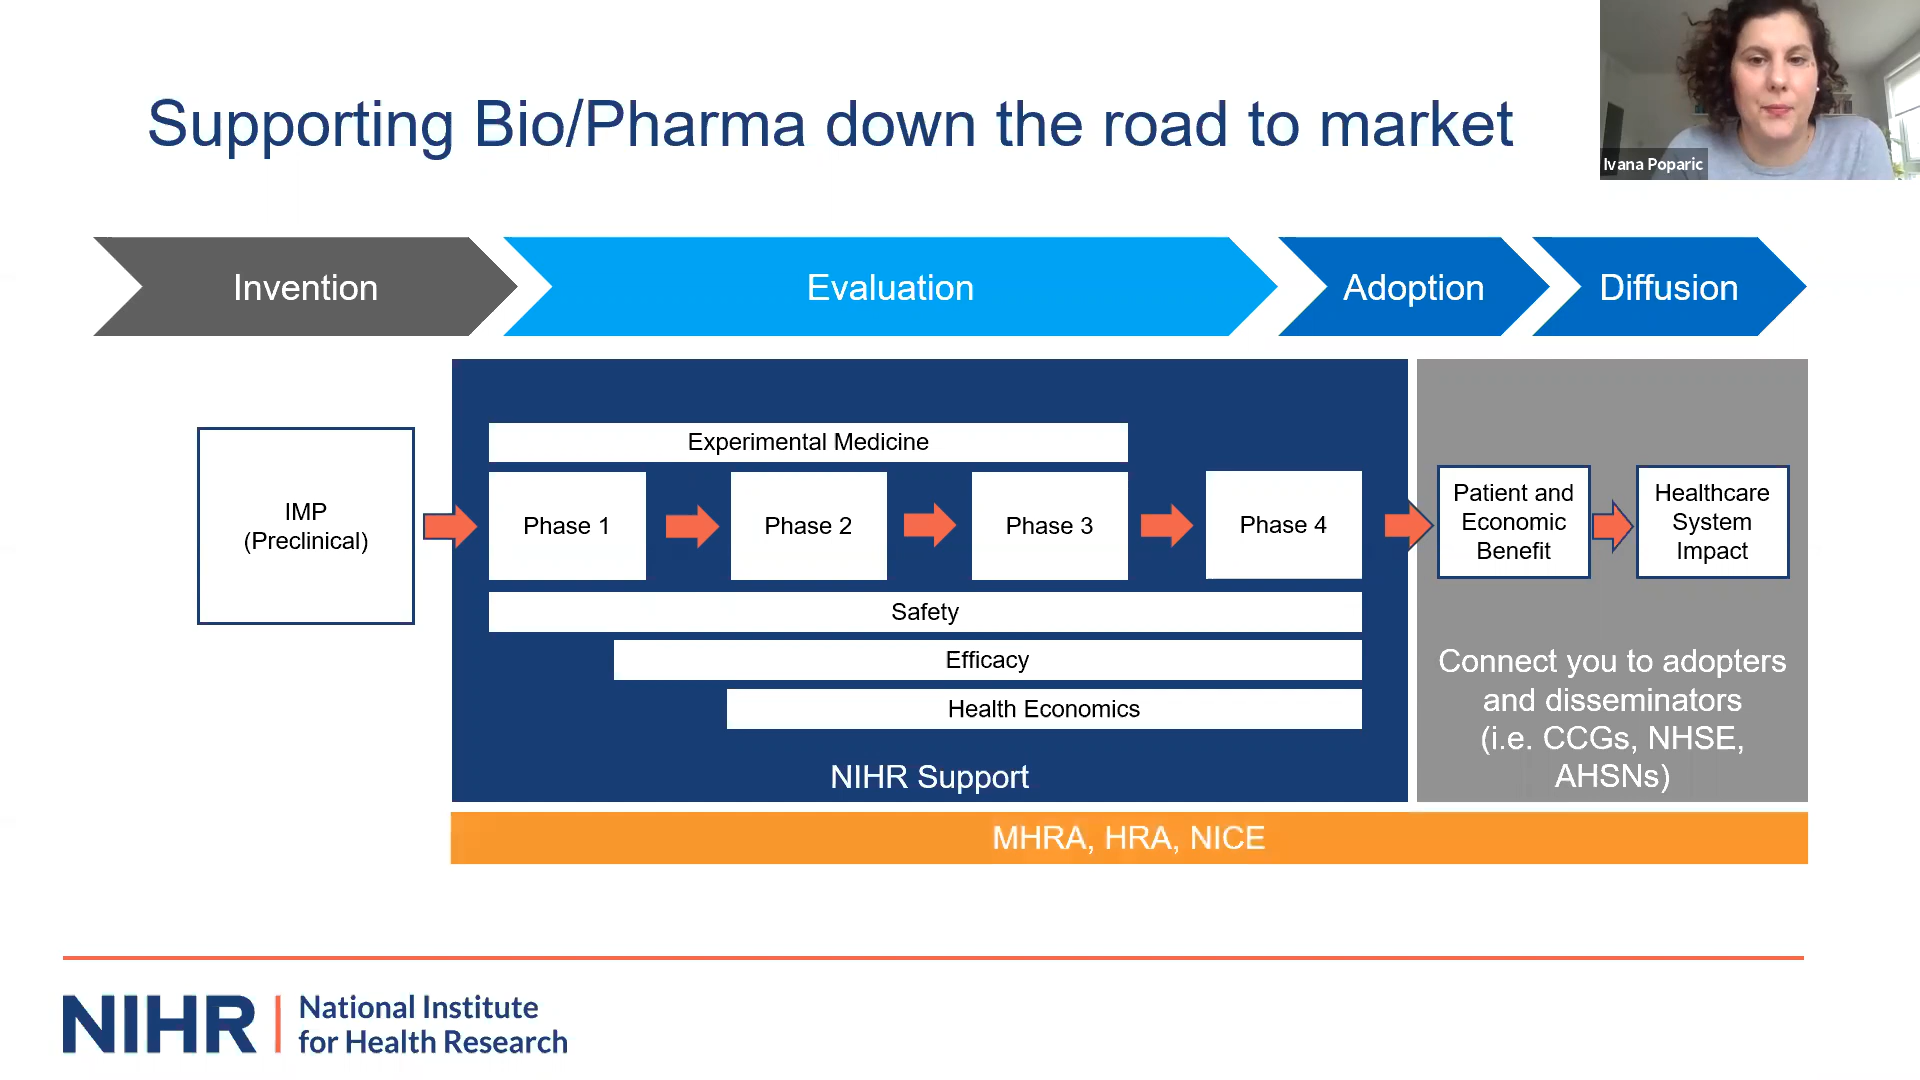 Supporting Bio/Pharma down the road to market
Ivana Poparic
Invention
Evaluation
Adoption
Diffusion
IMP
(Preclinical)
Experimental Medicine
Phase 1
Phase 2
Phase 3
Phase 4
Safety
Efficacy
Health Economics
NIHR Support
Patient and
Economic
Benefit
Healthcare
System
Impact
Connect you to adopters
and disseminators
(i.e. CCGs, NHSE,
AHSNs)
MHRA, HRA, NICE
NIHR
National Institute
for Health Research